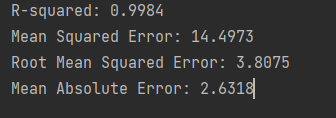 R-squared: 0.9984
Mean Squared Error: 14.4973
Root Mean Squared Error: 3.8075
Mean Absolute Error: 2.6318